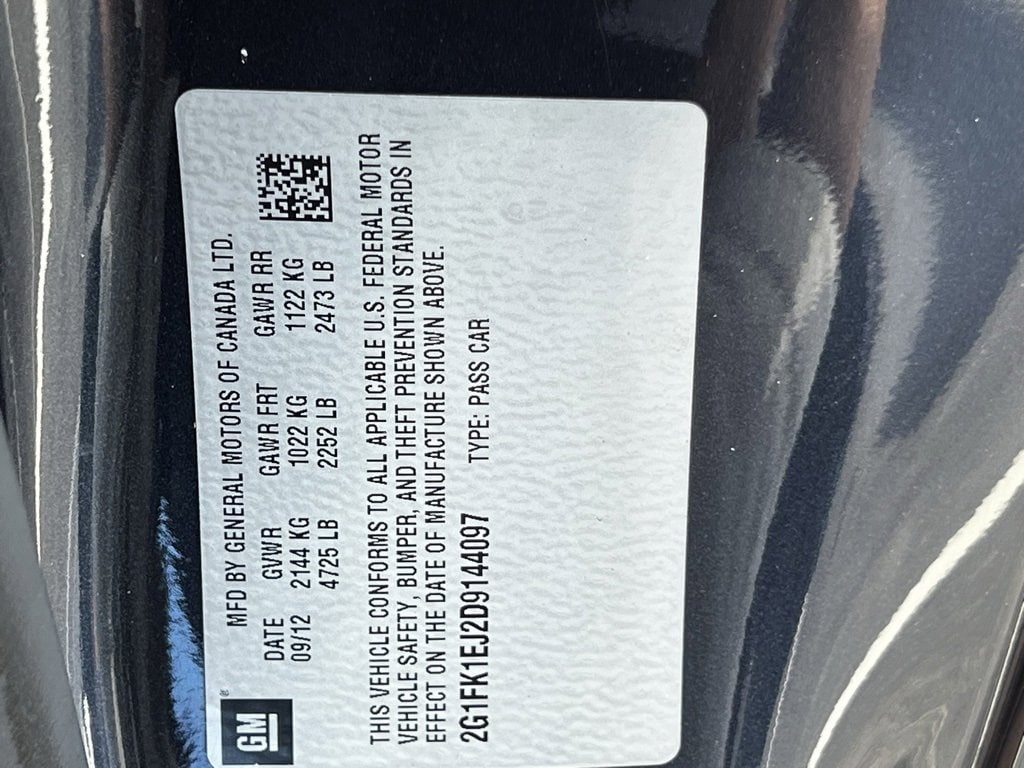 GM ®
MFD BY GENERAL MOTORS OF CANADA LTD.
DATE GVWR GAWR FRT GAWR RR
09/12 2144 KG 1022 KG 1122 KG
4725 LB 2252 LB 2473 LB
THIS VEHICLE CONFORMS TO ALL APPLICABLE U.S. FEDERAL MOTOR
VEHICLE SAFETY, BUMPER, AND THEFT PREVENTION STANDARDS IN
EFFECT ON THE DATE OF MANUFACTURE SHOWN ABOVE.
2G1FK1EJ2D9144097 TYPE: PASS CAR